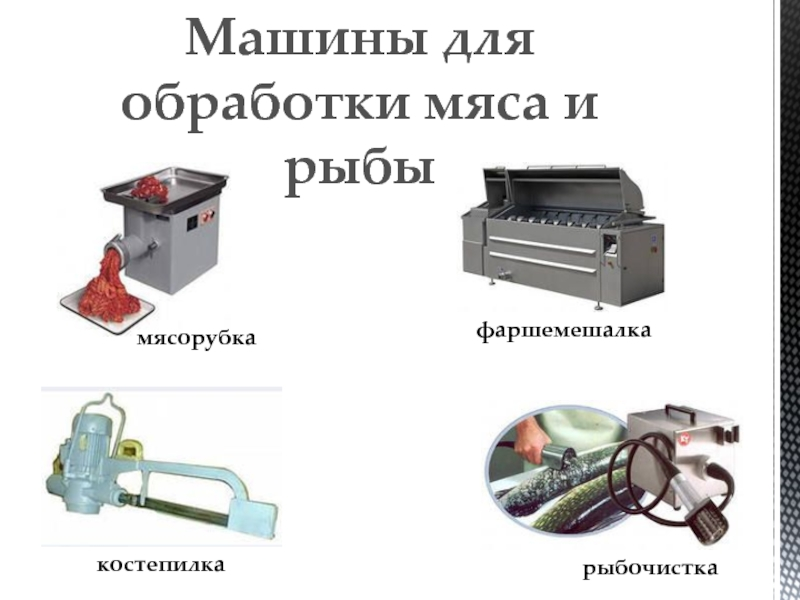 Машины для
обработки мяса и
рыбы
мясорубка
фаршемешалка
костепилка
рыбочистка